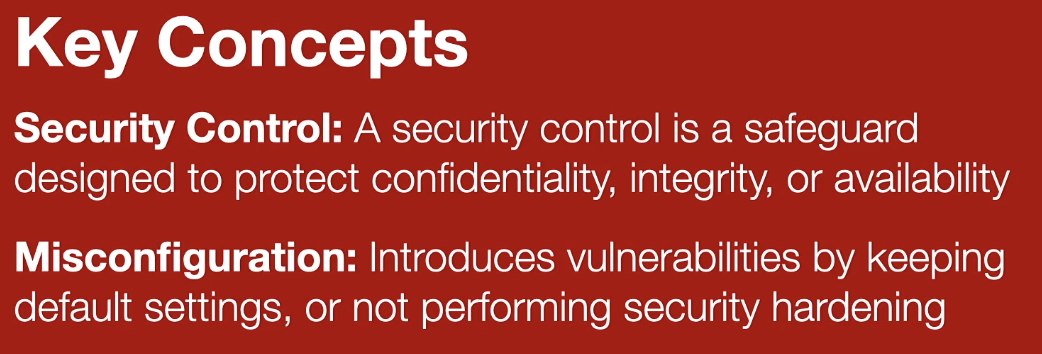 Key Concepts
Security Control: A security control is a safeguard
designed to protect confidentiality, integrity, or availability
Misconfiguration: Introduces vulnerabilities by keeping
default settings, or not performing security hardening